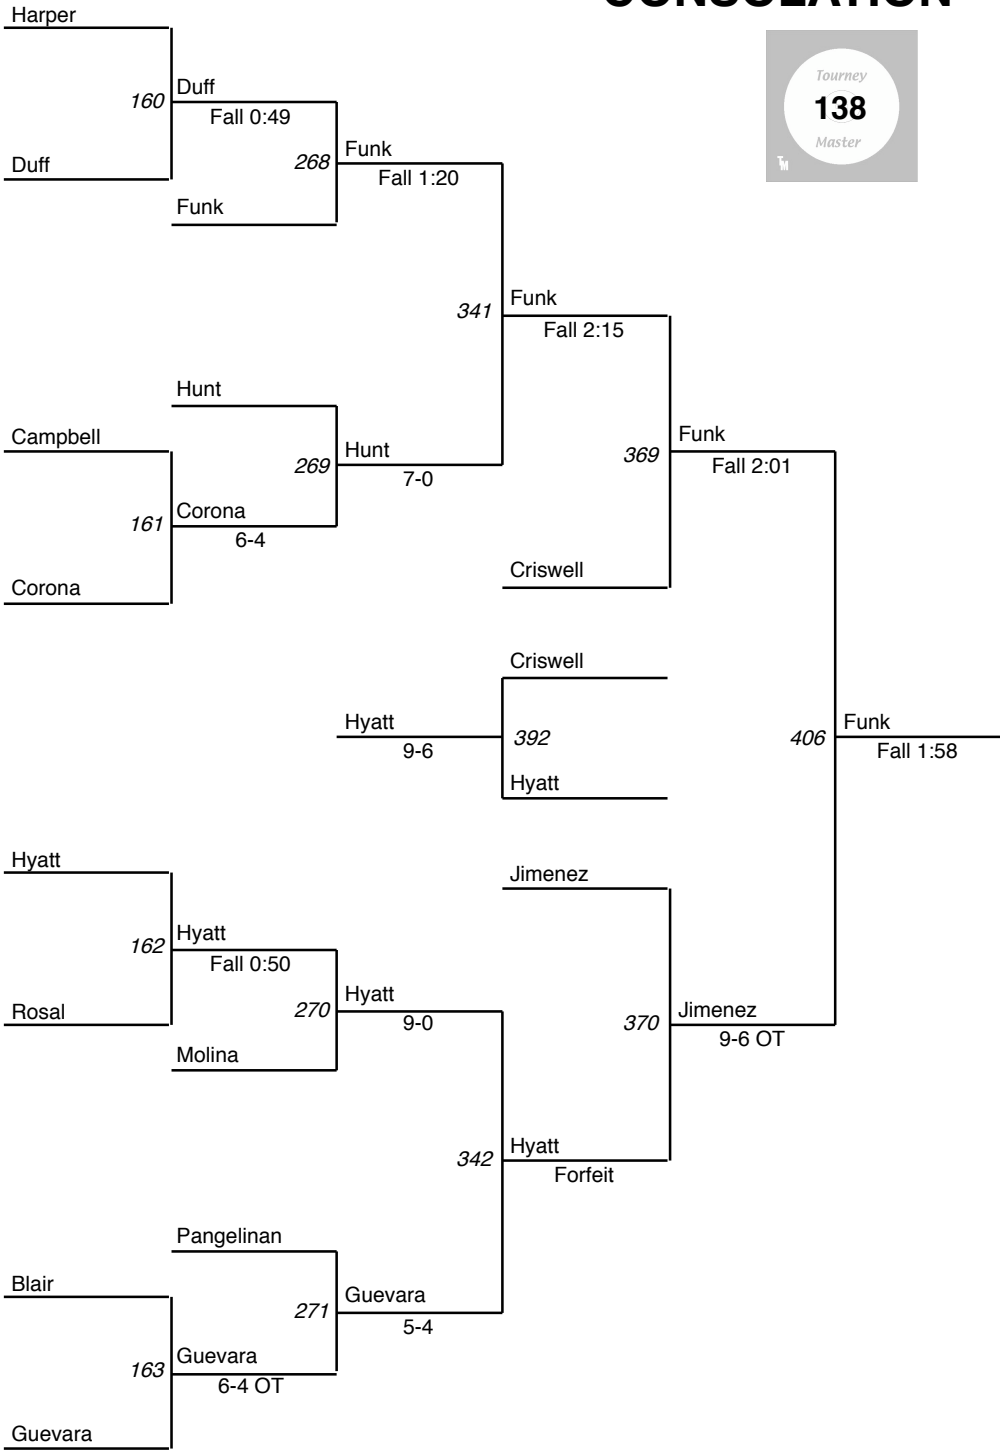 CONSOLATION
Harper
Tourney
138
Master
TM
160
Duff
Fall 0:49
Duff
268
Funk
Fall 1:20
Funk
341
Funk
Fall 2:15
Hunt
Campbell
269
Hunt
7-0
369
Funk
Fall 2:01
161
Corona
6-4
Corona
Criswell
Criswell
Hyatt
9-6
392
406
Funk
Fall 1:58
Hyatt
Hyatt
Jimenez
162
Hyatt
Fall 0:50
Rosal
270
Hyatt
9-0
370
Jimenez
9-6 OT
Molina
342
Hyatt
Forfeit
Pangelinan
Blair
271
Guevara
5-4
163
Guevara
6-4 OT
Guevara